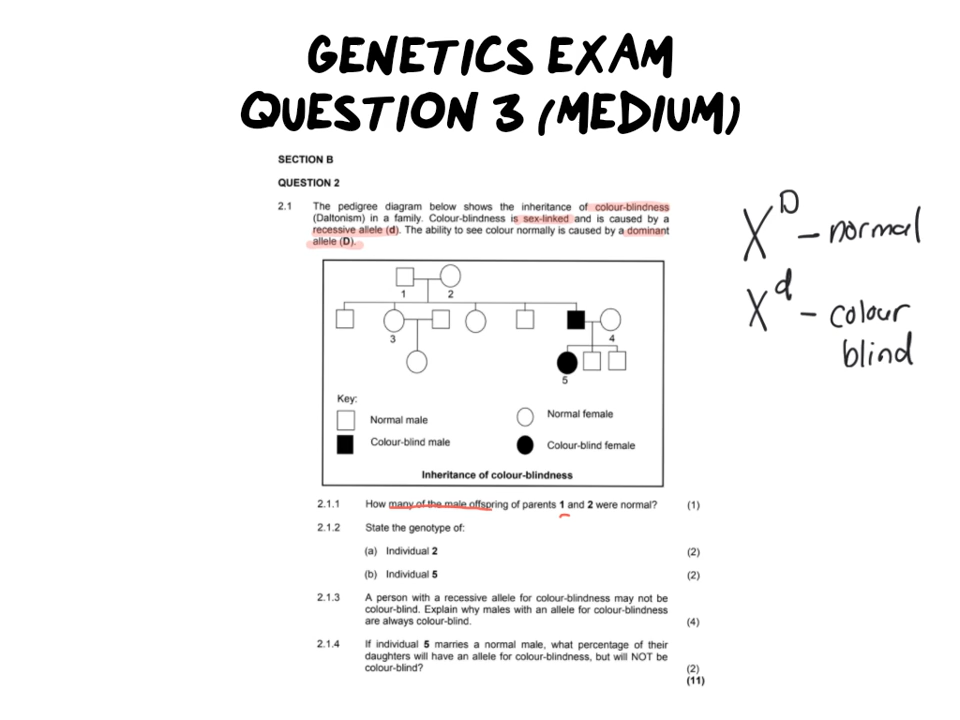 GENETICS EXAM
QUESTION 3 (MEDIUM)
SECTION B
QUESTION 2
2.1 The pedigree diagram below shows the inheritance of colour-blindness
(Daltonism) in a family. Colour-blindness is sex-linked and is caused by a
recessive allele (d). The ability to see colour normally is caused by a dominant
allele (D).
X^D – normal
X^d – colour
blind
1 2
3 4
5
Key:
Normal male Normal female
Colour-blind male Colour-blind female
Inheritance of colour-blindness
2.1.1 How many of the male offspring of parents 1 and 2 were normal? (1)
2.1.2 State the genotype of:
(a) Individual 2 (2)
(b) Individual 5 (2)
2.1.3 A person with a recessive allele for colour-blindness may not be
colour-blind. Explain why males with an allele for colour-blindness
are always colour-blind. (4)
2.1.4 If individual 5 marries a normal male, what percentage of their
daughters will have an allele for colour-blindness, but will NOT be
colour-blind? (2)
(11)